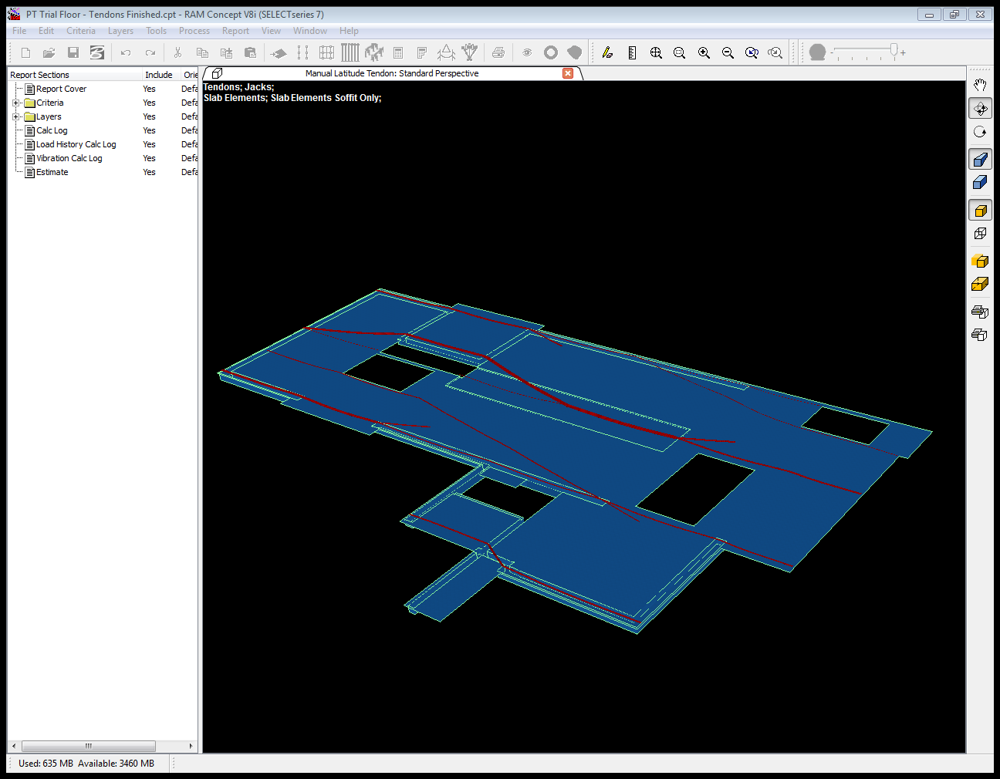 PT Trial Floor - Tendons Finished.cpt - RAM Concept V8i (SELECTseries 7)
File Edit Criteria Layers Tools Process Report View Window Help
Report Sections Include Orie
Manual Latitude Tendon: Standard Perspective
Report Cover Yes Defa
Criteria Yes Defa
Layers Yes Defa
Calc Log Yes Defa
Load History Calc Log Yes Defa
Vibration Calc Log Yes Defa
Estimate Yes Defa
Tendons; Jacks;
Slab Elements; Slab Elements Soffit Only;
Used: 635 MB Available: 3460 MB